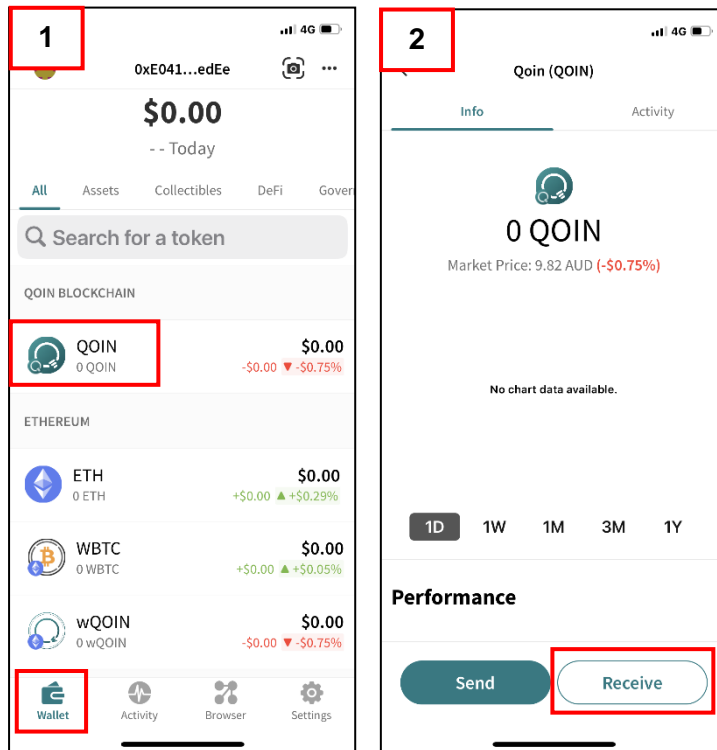 1
4G
0xE041...edEe
$0.00
- - Today
All Assets Collectibles DeFi Gover
Search for a token
QOIN BLOCKCHAIN
QOIN $0.00
0 QOIN -$0.00 ▼ -$0.75%
ETHEREUM
ETH $0.00
0 ETH +$0.00 ▲ +$0.29%
WBTC $0.00
0 WBTC +$0.00 ▲ +$0.05%
wQOIN $0.00
0 wQOIN -$0.00 ▼ -$0.75%
Wallet Activity Browser Settings
2
4G
Qoin (QOIN)
Info Activity
0 QOIN
Market Price: 9.82 AUD (-$0.75%)
No chart data available.
1D 1W 1M 3M 1Y
Performance
Send Receive